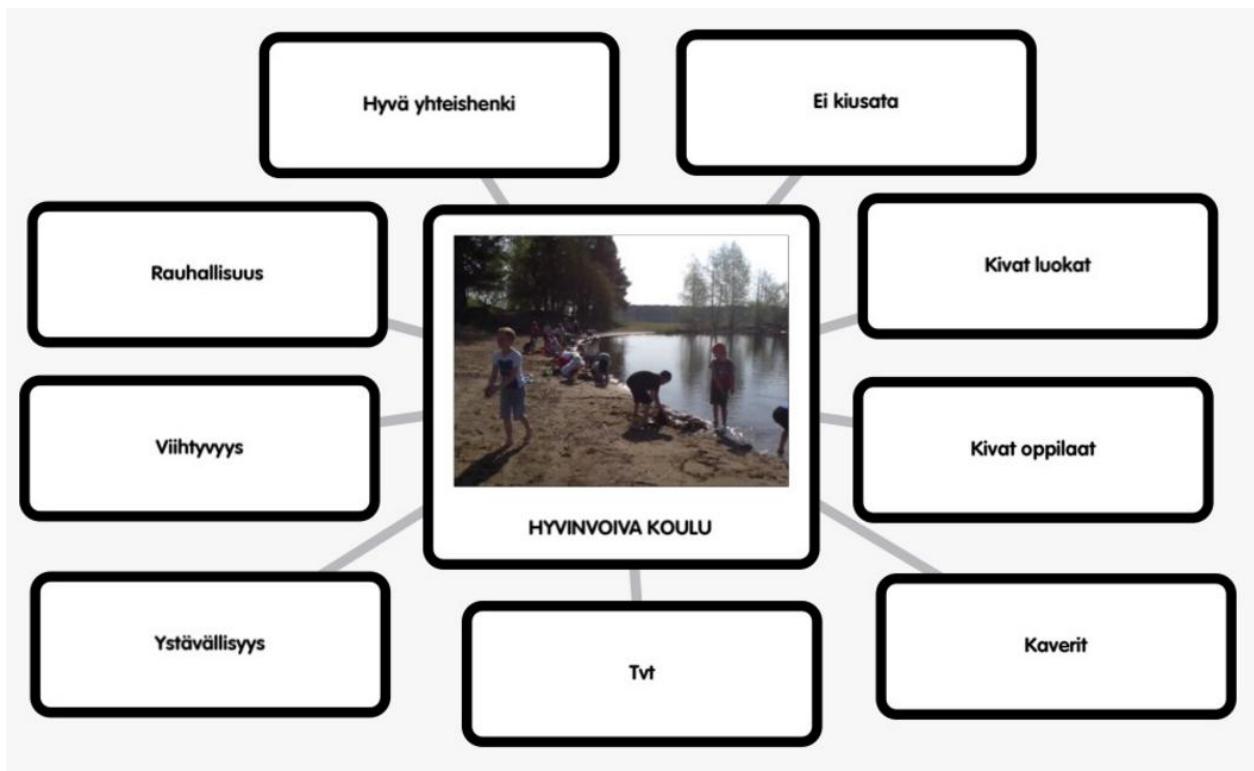 Hyvä yhteishenki
Ei kiusata
Rauhallisuus
Kivat luokat
Viihtyvyys
Kivat oppilaat
HYVINVOIVA KOULU
Ystävällisyys
Tvt
Kaverit